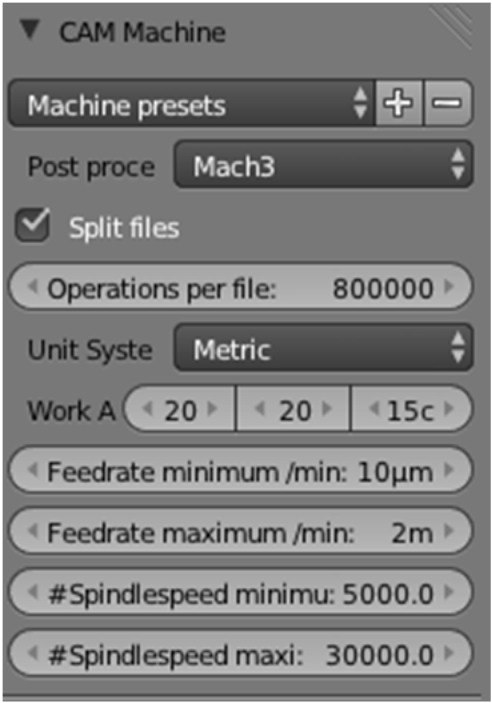 CAM Machine
Machine presets
Post proce Mach3
Split files
Operations per file: 800000
Unit Syste Metric
Work A 20 20 15c
Feedrate minimum /min: 10µm
Feedrate maximum /min: 2m
#Spindlespeed minimu: 5000.0
#Spindlespeed maxi: 30000.0